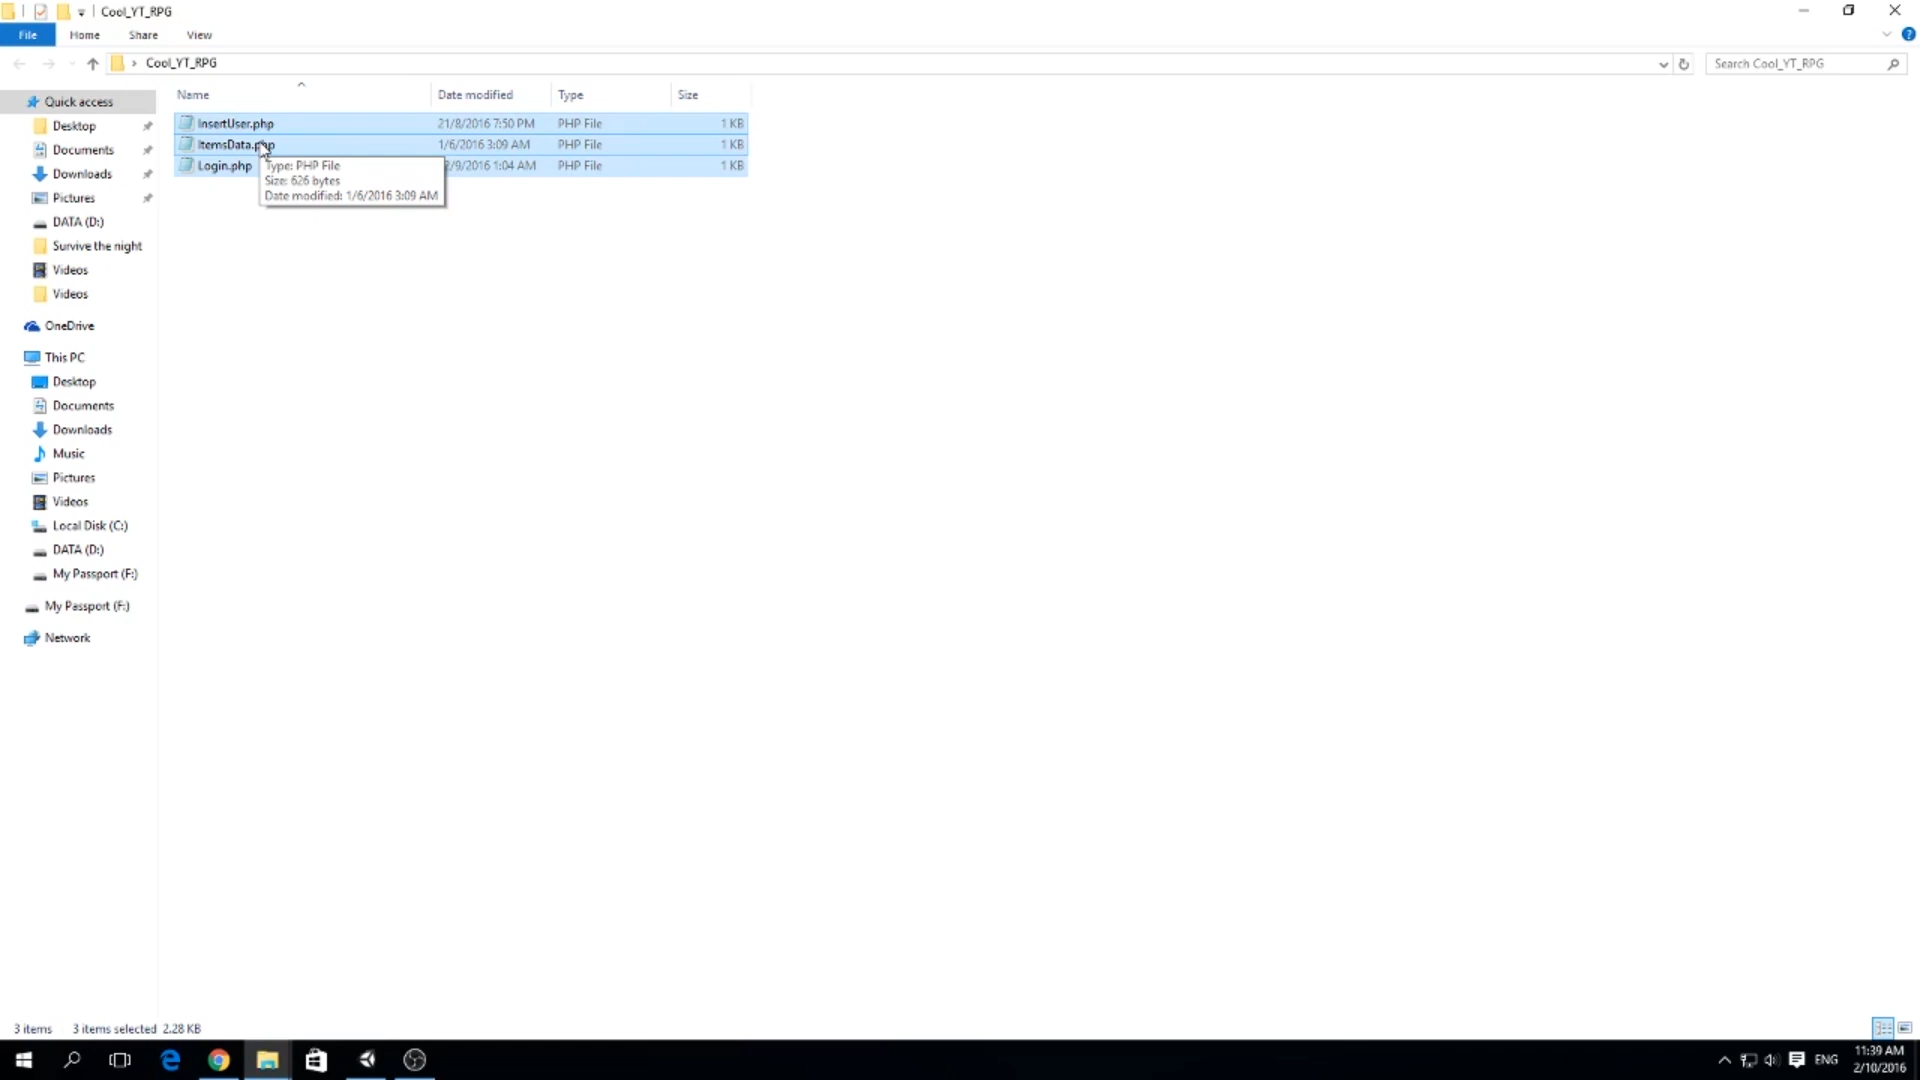 Cool_YT_RPG
File Home Share View
Cool_YT_RPG
Search Cool_YT_RPG
Name Date modified Type Size
Quick access
Desktop
Documents
Downloads
Pictures
DATA (D:)
Survive the night
Videos
Videos
OneDrive
This PC
Desktop
Documents
Downloads
Music
Pictures
Videos
Local Disk (C:)
DATA (D:)
My Passport (F:)
My Passport (F:)
Network
InsertUser.php 21/8/2016 7:50 PM PHP File 1 KB
ItemsData.php 1/6/2016 3:09 AM PHP File 1 KB
Login.php /9/2016 1:04 AM PHP File 1 KB
Type: PHP File
Size: 626 bytes
Date modified: 1/6/2016 3:09 AM
3 items 3 items selected 2.28 KB
ENG
11:39 AM
2/10/2016